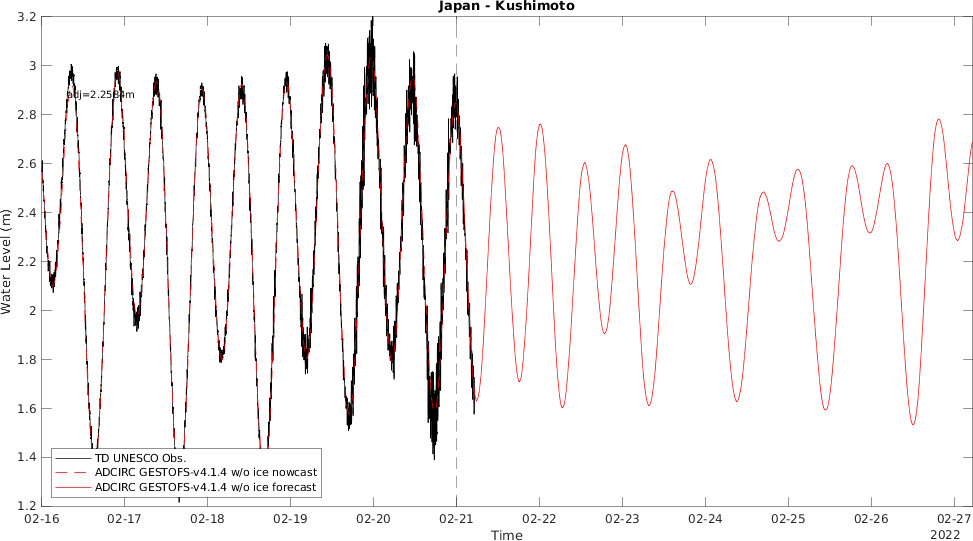 Japan - Kushimoto
3.2
3
2.8
2.6
2.4
2.2
2
1.8
1.6
1.4
1.2
Water Level (m)
adj=2.2584m
TD UNESCO Obs.
ADCIRC GESTOFS-v4.1.4 w/o ice nowcast
ADCIRC GESTOFS-v4.1.4 w/o ice forecast
02-16 02-17 02-18 02-19 02-20 02-21 02-22 02-23 02-24 02-25 02-26 02-27
2022
Time